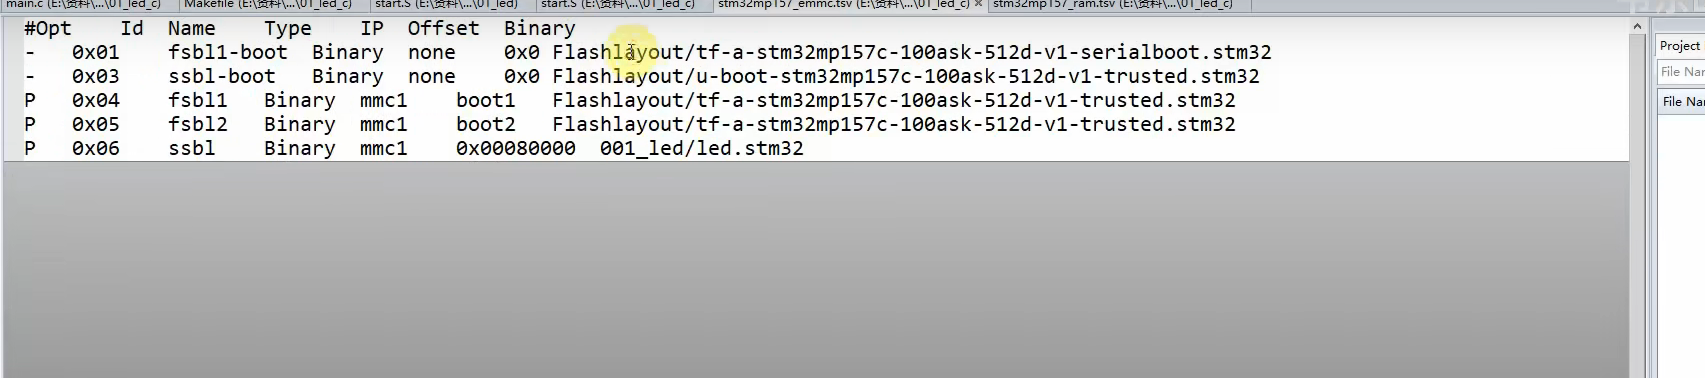 main.c (E:\资料\...\01_led_c) Makefile (E:\资料\...\01_led_c) start.S (E:\资料\...\01_led) start.S (E:\资料\...\01_led_c) stm32mp157_emmc.tsv (E:\资料\...\01_led_c) × stm32mp157_ram.tsv (E:\资料\...\01_led_c)
#Opt Id Name Type IP Offset Binary
- 0x01 fsbl1-boot Binary none 0x0 Flashlayout/tf-a-stm32mp157c-100ask-512d-v1-serialboot.stm32
- 0x03 ssbl-boot Binary none 0x0 Flashlayout/u-boot-stm32mp157c-100ask-512d-v1-trusted.stm32
P 0x04 fsbl1 Binary mmc1 boot1 Flashlayout/tf-a-stm32mp157c-100ask-512d-v1-trusted.stm32
P 0x05 fsbl2 Binary mmc1 boot2 Flashlayout/tf-a-stm32mp157c-100ask-512d-v1-trusted.stm32
P 0x06 ssbl Binary mmc1 0x00080000 001_led/led.stm32
Project
File Nar
File Na